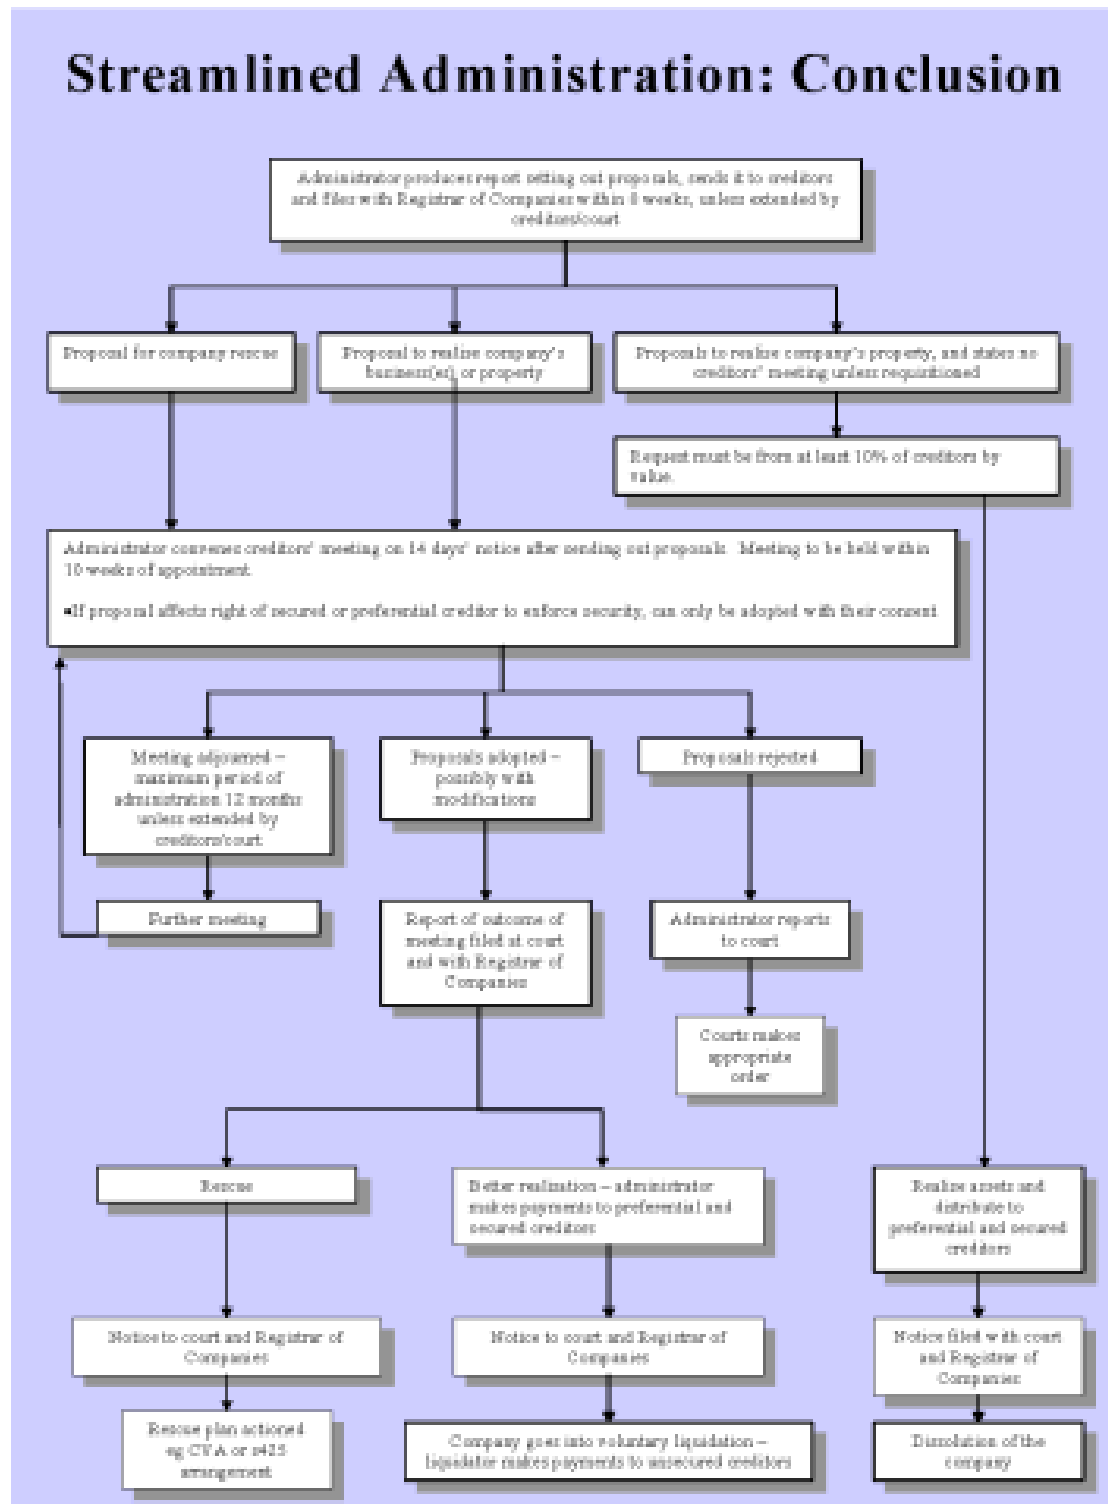 Streamlined Administration: Conclusion
Administrator produces report setting out proposals, sends it to creditors
and files with Registrar of Companies within 8 weeks, unless extended by
creditors/court
Proposal for company rescue
Proposal to realise company's
business(es) or property
Proposals to realise company's property, and states no
creditors' meeting unless requisitioned
Request must be from at least 10% of creditors by
value.
Administrator convenes creditors' meeting on 14 days' notice after sending out proposals. Meeting to be held within
10 weeks of appointment
•If proposal affects right of secured or preferential creditor to enforce security, can only be adopted with their consent
Meeting adjourned –
maximum period of
administration 12 months
unless extended by
creditors/court
Proposals adopted –
possibly with
modifications
Proposals rejected
Further meeting
Report of outcome of
meeting filed at court
and with Registrar of
Companies
Administrator reports
to court
Courts makes
appropriate
order
Rescue
Better realization – administrator
makes payments to preferential and
secured creditors
Realise assets and
distribute to
preferential and secured
creditors
Notice to court and Registrar of
Companies
Notice to court and Registrar of
Companies
Notice filed with court
and Registrar of
Companies
Rescue plan actioned
eg CVA or s425
arrangement
Company goes into voluntary liquidation –
liquidator makes payments to unsecured creditors
Dissolution of the
company